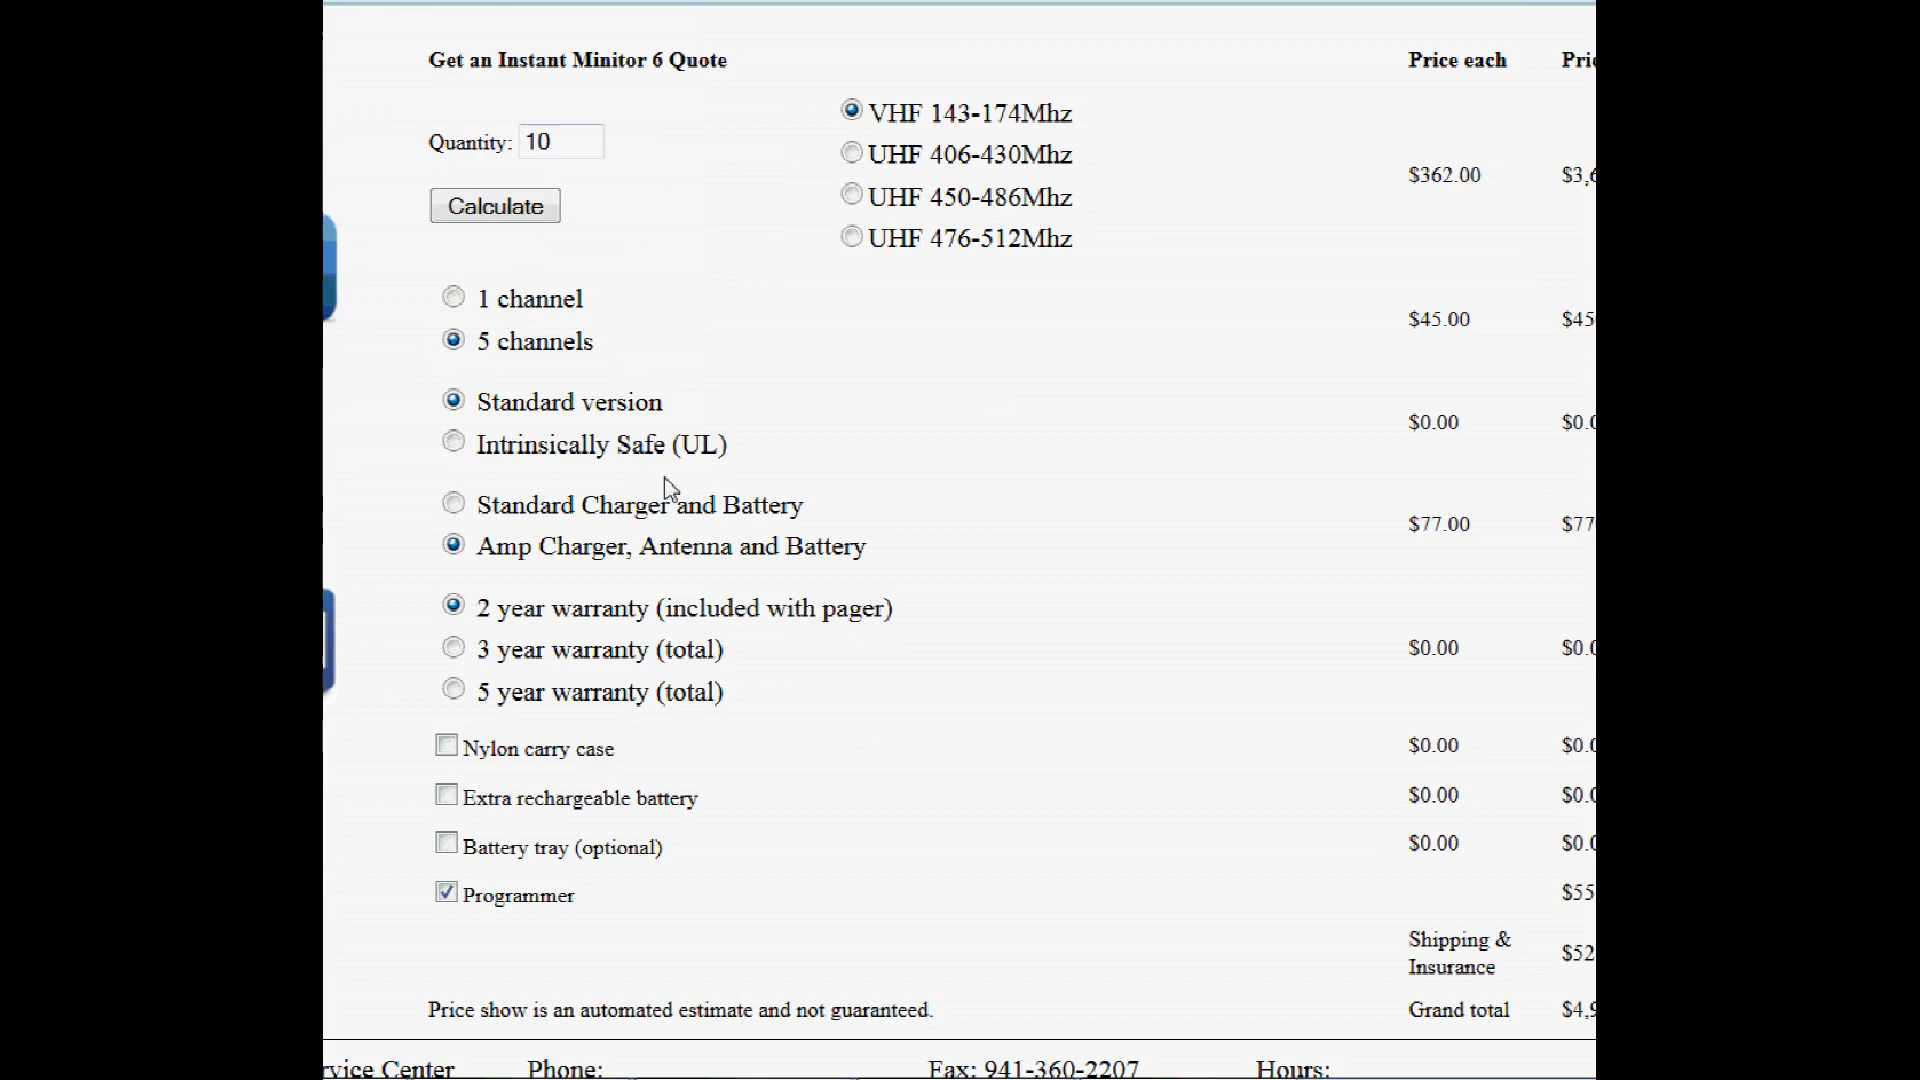 Get an Instant Minitor 6 Quote Price each
Quantity: 10
VHF 143-174Mhz
UHF 406-430Mhz
UHF 450-486Mhz
UHF 476-512Mhz
$362.00
Calculate
1 channel
5 channels
$45.00
Standard version
Intrinsically Safe (UL)
$0.00
Standard Charger and Battery
Amp Charger, Antenna and Battery
$77.00
2 year warranty (included with pager)
3 year warranty (total) $0.00
5 year warranty (total)
Nylon carry case $0.00
Extra rechargeable battery $0.00
Battery tray (optional) $0.00
Programmer
Shipping &
Insurance
Price show is an automated estimate and not guaranteed. Grand total
Center Phone: Fax: 941-360-2207 Hours: